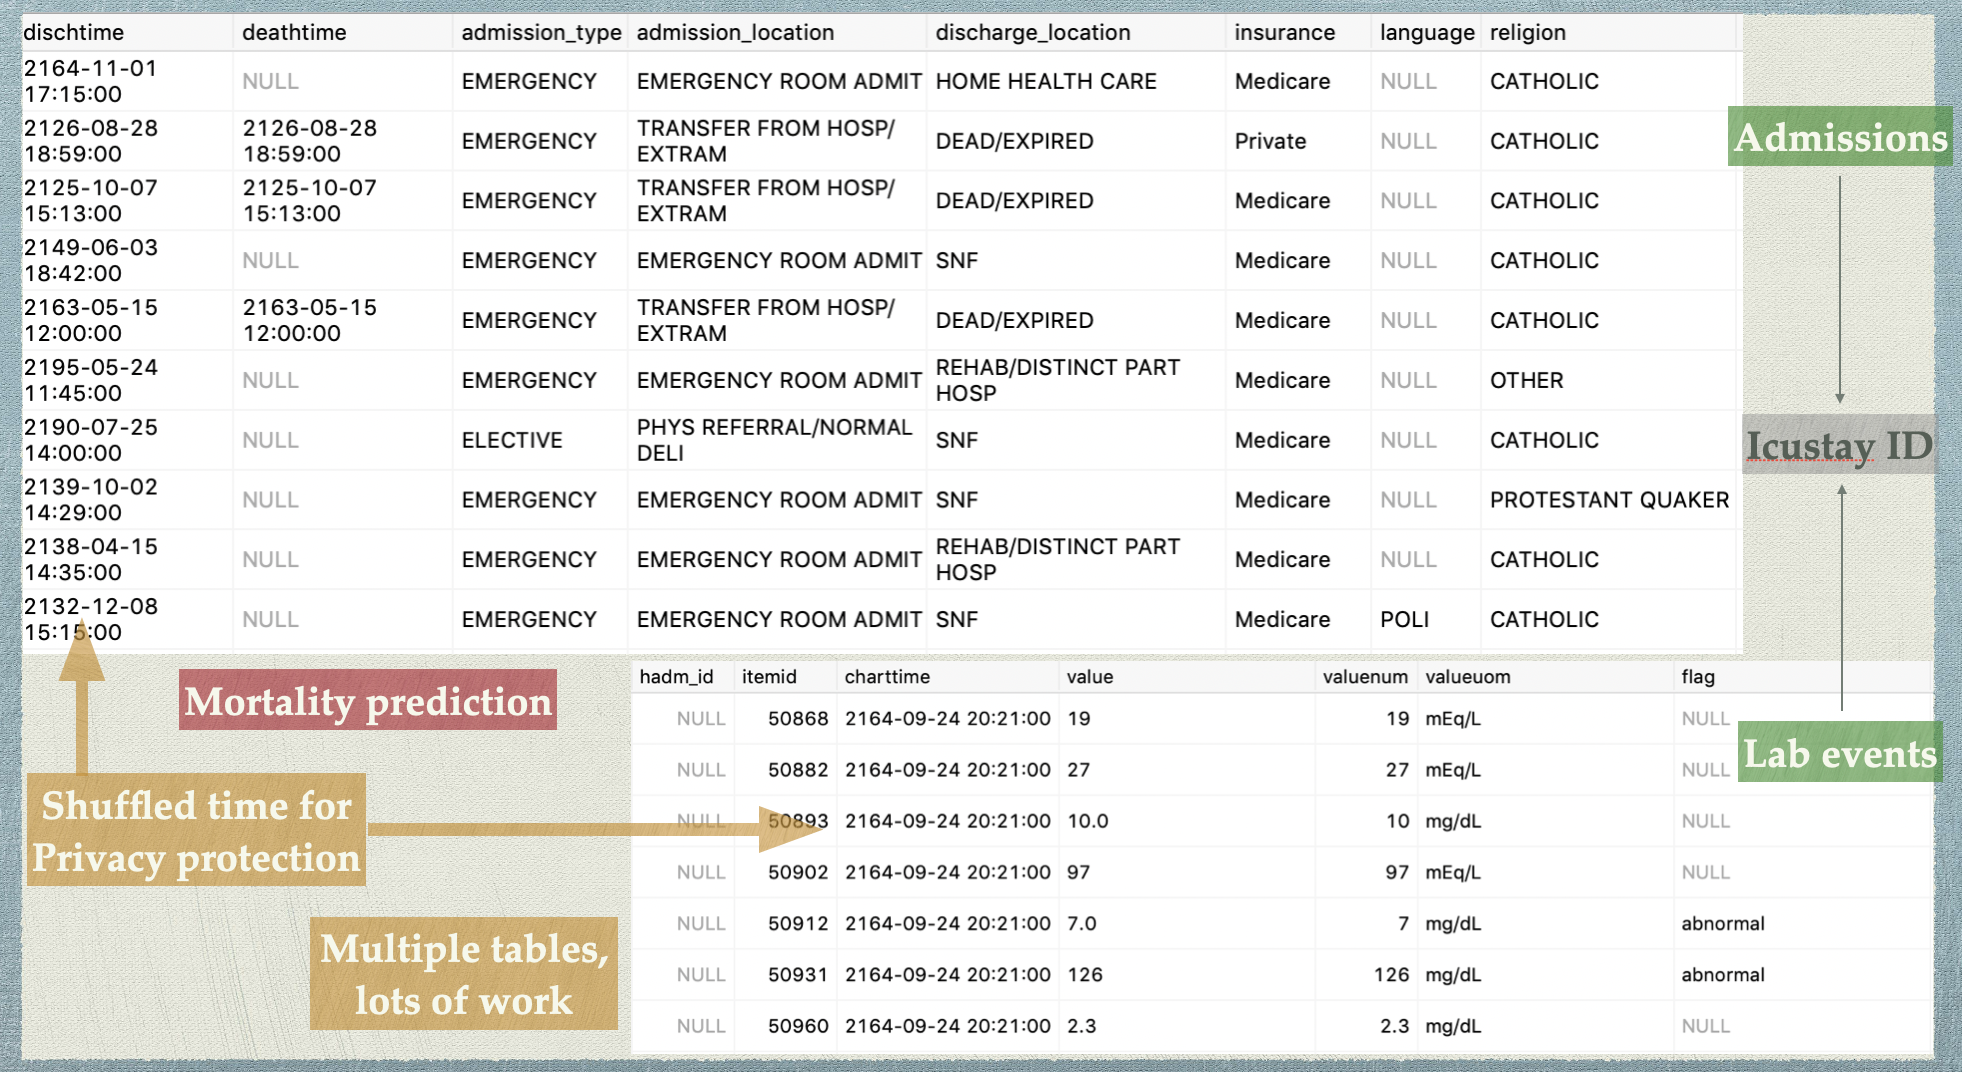 dischtime deathtime admission_type admission_location discharge_location insurance language religion
2164-11-01 17:15:00 NULL EMERGENCY EMERGENCY ROOM ADMIT HOME HEALTH CARE Medicare NULL CATHOLIC
2126-08-28 18:59:00 2126-08-28 18:59:00 EMERGENCY TRANSFER FROM HOSP/EXTRAM DEAD/EXPIRED Private NULL CATHOLIC
2125-10-07 15:13:00 2125-10-07 15:13:00 EMERGENCY TRANSFER FROM HOSP/EXTRAM DEAD/EXPIRED Medicare NULL CATHOLIC
2149-06-03 18:42:00 NULL EMERGENCY EMERGENCY ROOM ADMIT SNF Medicare NULL CATHOLIC
2163-05-15 12:00:00 2163-05-15 12:00:00 EMERGENCY TRANSFER FROM HOSP/EXTRAM DEAD/EXPIRED Medicare NULL CATHOLIC
2195-05-24 11:45:00 NULL EMERGENCY EMERGENCY ROOM ADMIT REHAB/DISTINCT PART HOSP Medicare NULL OTHER
2190-07-25 14:00:00 NULL ELECTIVE PHYS REFERRAL/NORMAL DELI SNF Medicare NULL CATHOLIC
2139-10-02 14:29:00 NULL EMERGENCY EMERGENCY ROOM ADMIT SNF Medicare NULL PROTESTANT QUAKER
2138-04-15 14:35:00 NULL EMERGENCY EMERGENCY ROOM ADMIT REHAB/DISTINCT PART HOSP Medicare NULL CATHOLIC
2132-12-08 15:15:00 NULL EMERGENCY EMERGENCY ROOM ADMIT SNF Medicare POLI CATHOLIC
Admissions
Icustay ID
Lab events
Mortality prediction
Shuffled time for
Privacy protection
Multiple tables,
lots of work
hadm_id itemid charttime value valuenum valueuom flag
NULL 50868 2164-09-24 20:21:00 19 19 mEq/L NULL
NULL 50882 2164-09-24 20:21:00 27 27 mEq/L NULL
NULL 50893 2164-09-24 20:21:00 10.0 10 mg/dL NULL
NULL 50902 2164-09-24 20:21:00 97 97 mEq/L NULL
NULL 50912 2164-09-24 20:21:00 7.0 7 mg/dL abnormal
NULL 50931 2164-09-24 20:21:00 126 126 mg/dL abnormal
NULL 50960 2164-09-24 20:21:00 2.3 2.3 mg/dL NULL